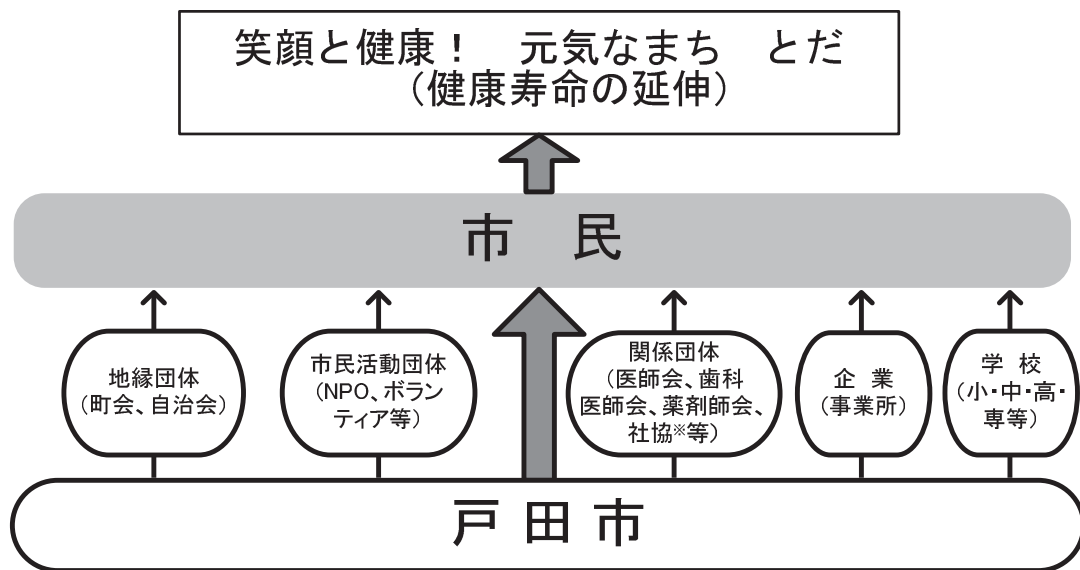 笑顔と健康！　元気なまち　とだ
（健康寿命の延伸）
市　民
地縁団体
（町会、自治会）
市民活動団体
（NPO、ボラン
ティア等）
関係団体
（医師会、歯科
医師会、薬剤師会、
社協※等）
企　業
（事業所）
学　校
（小・中・高・
専等）
戸 田 市